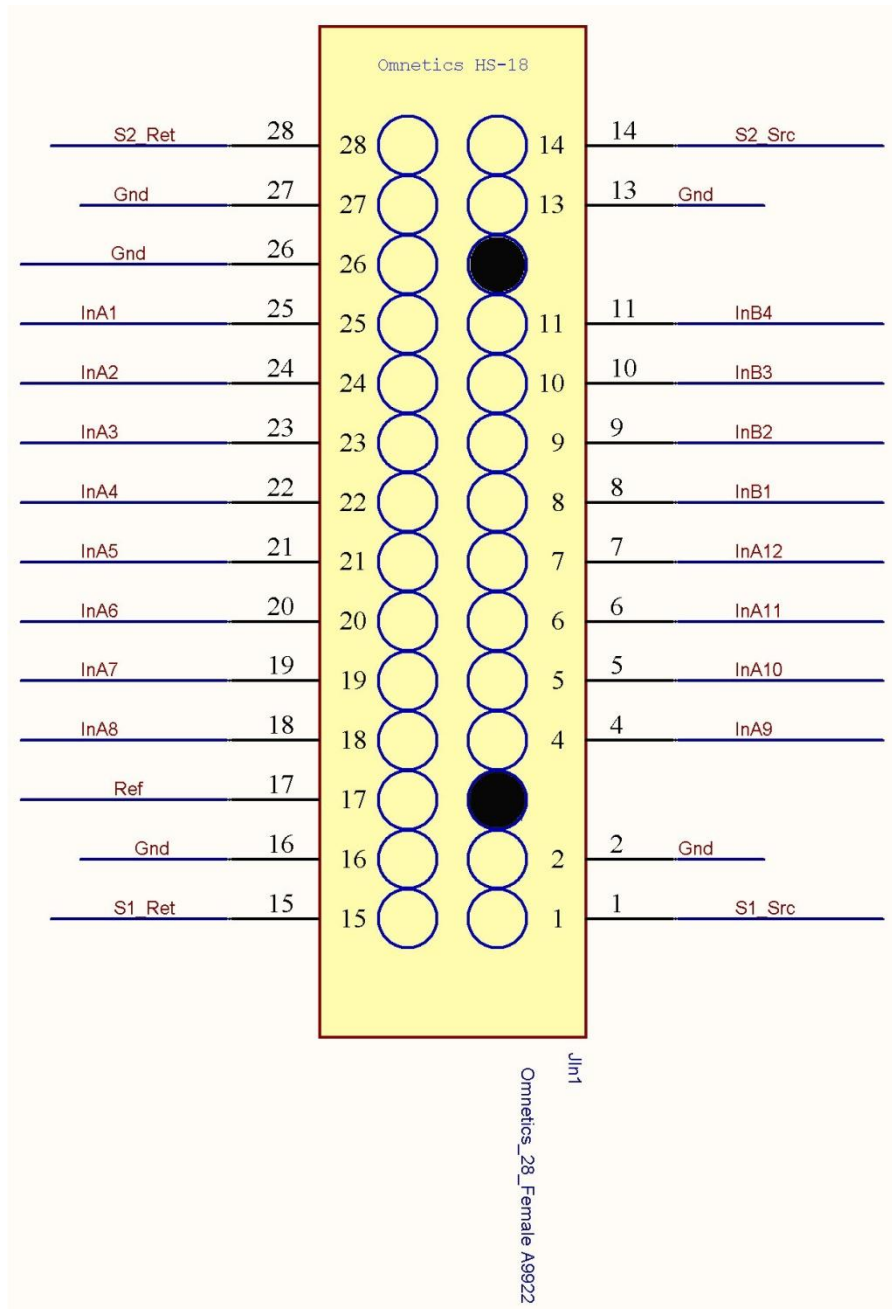 Omnetics HS-18
S2_Ret 28 28 14 14 S2_Src
Gnd 27 27 13 13 Gnd
Gnd 26 26
InA1 25 25 11 11 InB4
InA2 24 24 10 10 InB3
InA3 23 23 9 9 InB2
InA4 22 22 8 8 InB1
InA5 21 21 7 7 InA12
InA6 20 20 6 6 InA11
InA7 19 19 5 5 InA10
InA8 18 18 4 4 InA9
Ref 17 17
Gnd 16 16 2 2 Gnd
S1_Ret 15 15 1 1 S1_Src
JIn1
Omnetics_28_Female A9922